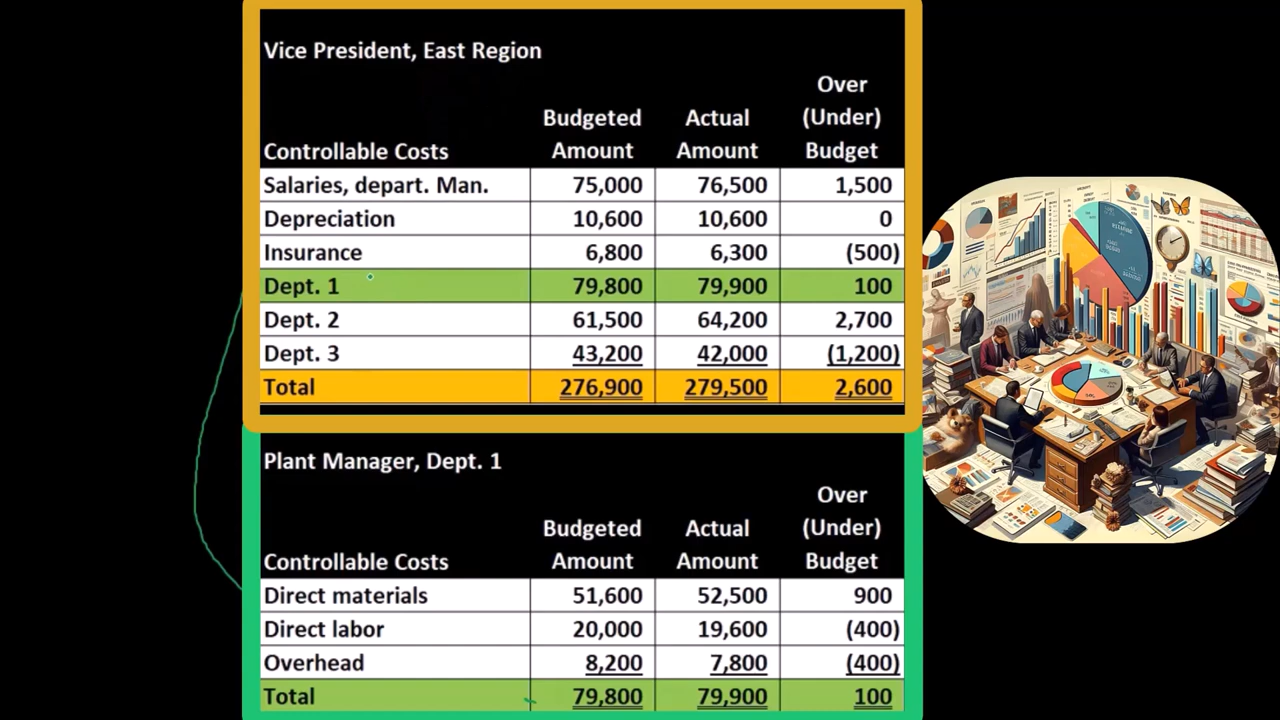 Vice President, East Region
Over
Budgeted Actual (Under)
Controllable Costs Amount Amount Budget
Salaries, depart. Man. 75,000 76,500 1,500
Depreciation 10,600 10,600 0
Insurance 6,800 6,300 (500)
Dept. 1 79,800 79,900 100
Dept. 2 61,500 64,200 2,700
Dept. 3 43,200 42,000 (1,200)
Total 276,900 279,500 2,600
Plant Manager, Dept. 1
Over
Budgeted Actual (Under)
Controllable Costs Amount Amount Budget
Direct materials 51,600 52,500 900
Direct labor 20,000 19,600 (400)
Overhead 8,200 7,800 (400)
Total 79,800 79,900 100